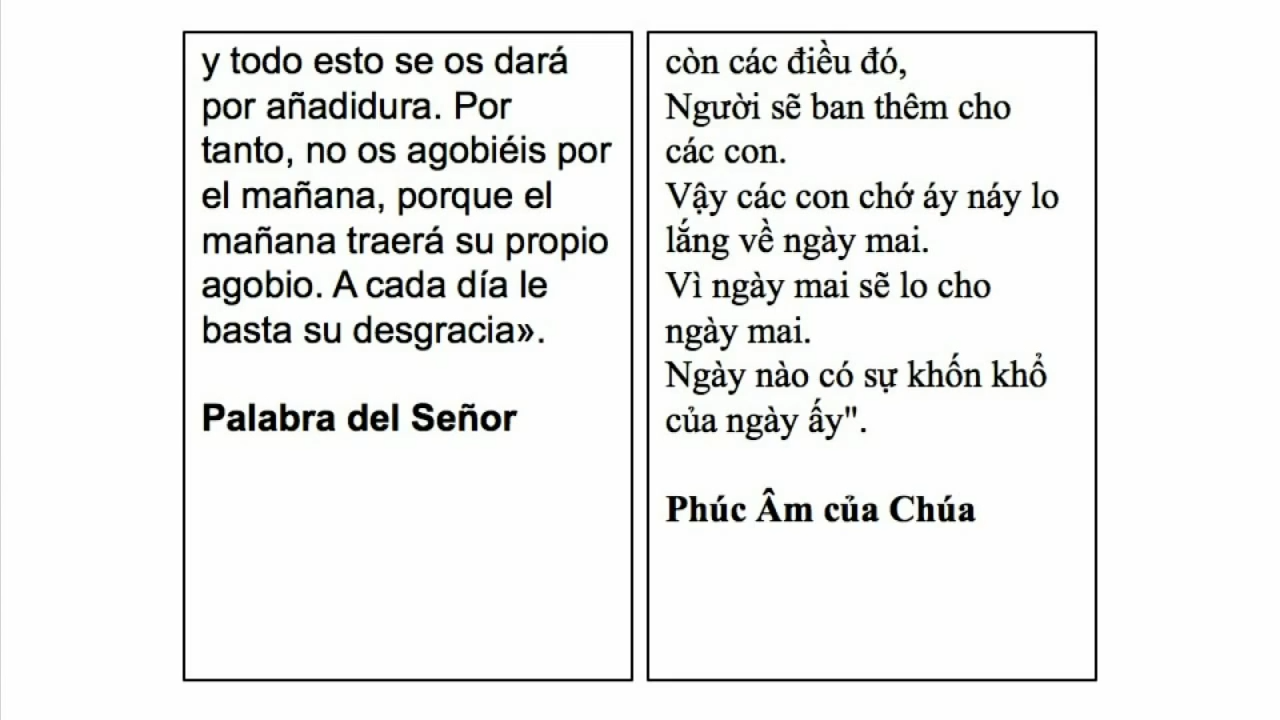 y todo esto se os dará
por añadidura. Por
tanto, no os agobiéis por
el mañana, porque el
mañana traerá su propio
agobio. A cada día le
basta su desgracia».
Palabra del Señor
còn các điều đó,
Người sẽ ban thêm cho
các con.
Vậy các con chớ áy náy lo
lắng về ngày mai.
Vì ngày mai sẽ lo cho
ngày mai.
Ngày nào có sự khốn khổ
của ngày ấy".
Phúc Âm của Chúa